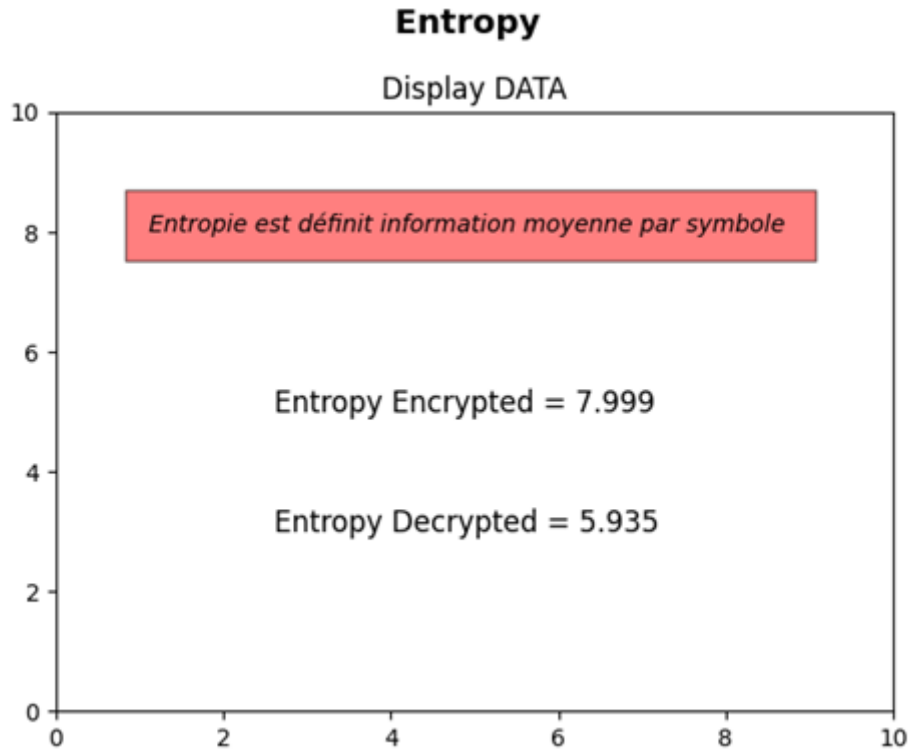 Entropy
Display DATA
10
8
6
4
2
0
Entropie est définit information moyenne par symbole
Entropy Encrypted = 7.999
Entropy Decrypted = 5.935
0 2 4 6 8 10